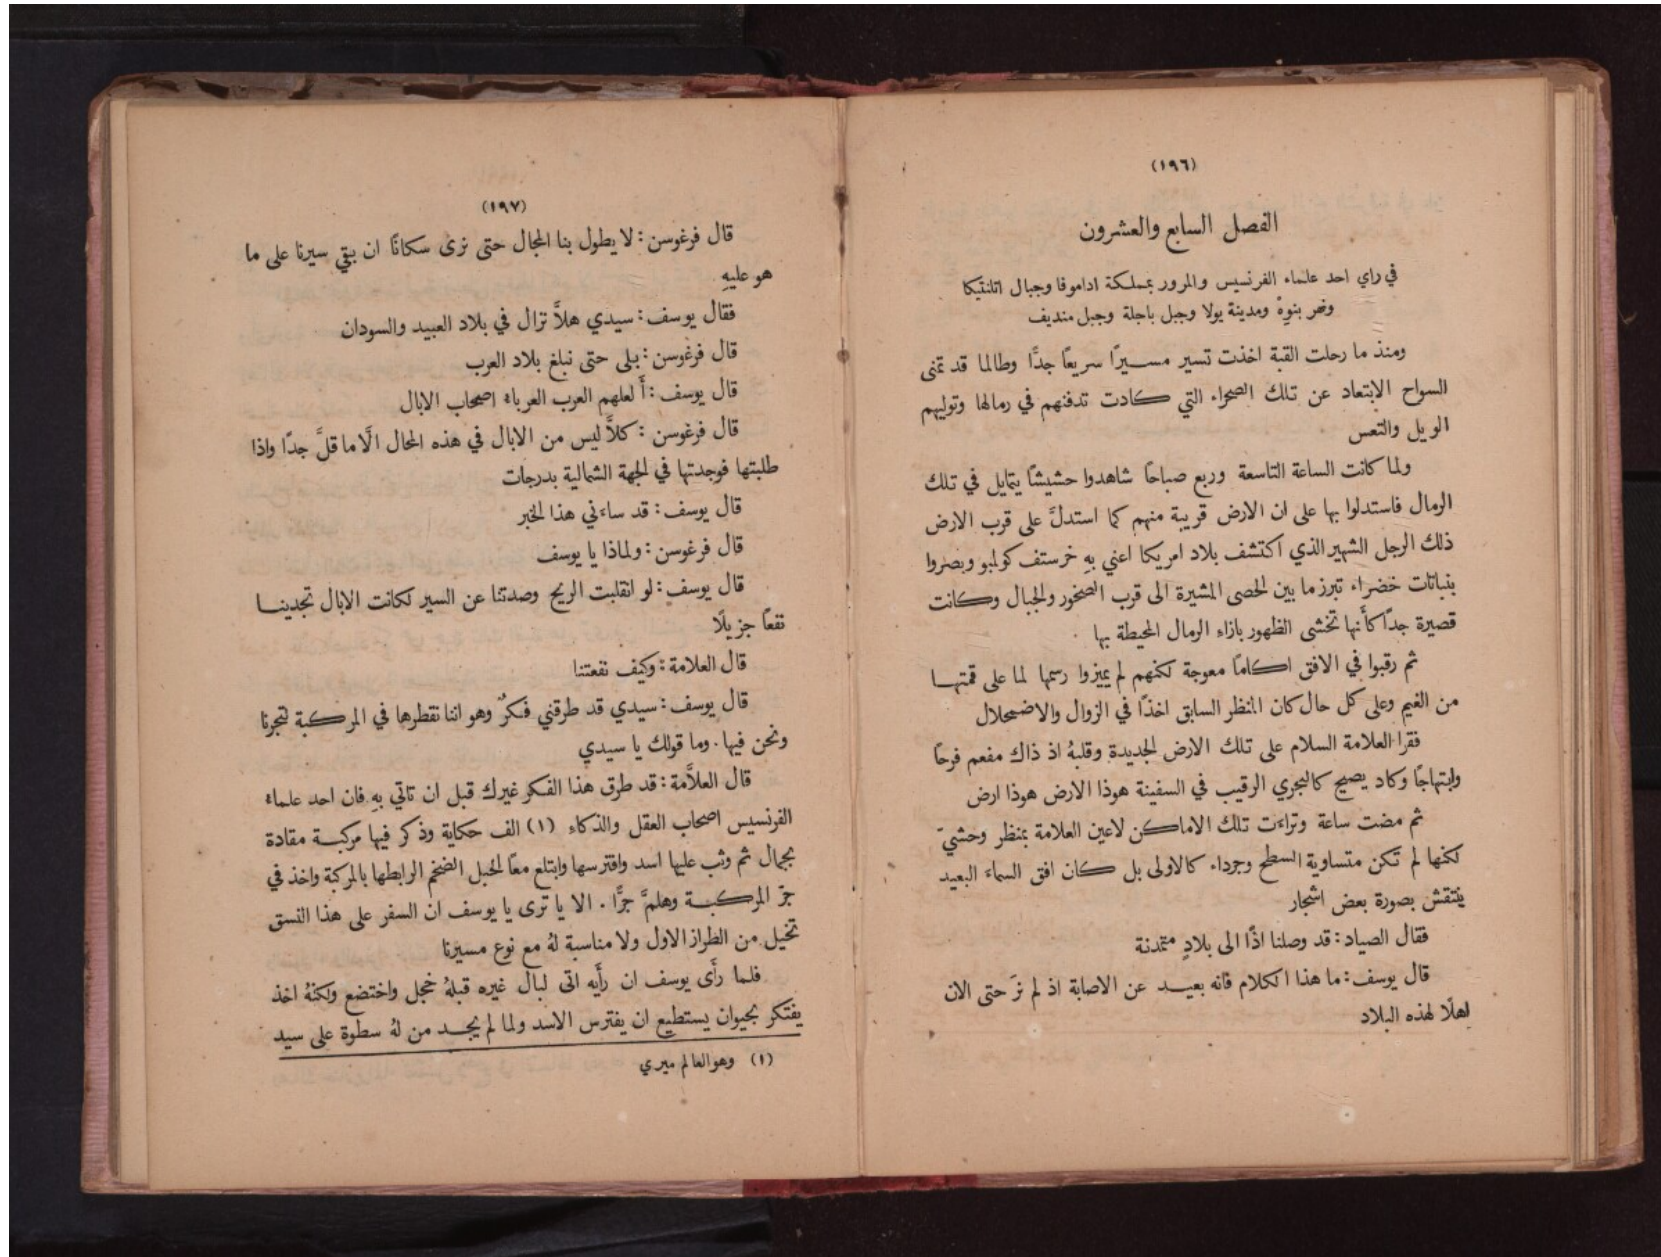 (١٩٦)
الفصل السابع والعشرون
في راي احد علماء الفرنسيس والمرور بمملكة اداموفا وجبال اتلنتيكا
ونهر بنوهْ ومدينة يولا وجبل باجلة وجبل منديف
ومنذ ما رحلت القبة اخذت تسير مسيرًا سريعًا جدًّا وطالما قد تمنى
السواح الابتعاد عن تلك الصحراء التي كادت تدفنهم في رمالها وتوليهم
الويل والتعس
ولما كانت الساعة التاسعة وربع صباحًا شاهدوا حشيشًا يتمايل في تلك
الرمال فاستدلوا بها على ان الارض قريبة منهم كما استدلَّ على قرب الارض
ذلك الرجل الشهير الذي اكتشف بلاد امريكا اعني بهِ خرستف كولمبو وبصروا
بنباتات خضراء تبرز ما بين الحصى المشيرة الى قرب الصخور والجبال وكانت
قصيرة جدًّا كأنها تخشى الظهور بازاء الرمال المحيطة بها ·
ثم رقبوا في الافق اكامًا معوجة لكنهم لم يميزوا رسمها لما على قمتهـا
من الغيم وعلى كل حال كان المنظر السابق اخذًا في الزوال والاضمحلال
فقرا العلامة السلام على تلك الارض الجديدة وقلبهُ اذ ذاك مفعم فرحًا
وابتهاجًا وكاد يصيح كالبجري الرقيب في السفينة هوذا الارض هوذا ارض
ثم مضت ساعة وتراءت تلك الاماكن لاعين العلامة بمنظر وحشيّ
لكنها لم تكن متساوية السطح وجرداء كالاولى بل كان افق السماء البعيد
ينتقش بصورة بعض اشجار
فقال الصياد : قد وصلنا اذًا الى بلادٍ متمدنة
قال يوسف : ما هذا الكلام فانه بعيـد عن الاصابة اذ لم نرَ حتى الان
اهلًا لهذه البلاد
(١٩٧)
قال فرغوسن : لا يطول بنا المجال حتى نرى سكانًا ان بقي سيرنا على ما
هو عليهِ
فقال يوسف : سيدي هلاَّ نزال في بلاد العبيد والسودان
قال فرغوسن : بلى حتى نبلغ بلاد العرب
قال يوسف : أَ لعلهم العرب العرباء اصحاب الابال
قال فرغوسن : كلاَّ ليس من الابال في هذه المحال الَّا ما قلَّ جدًا واذا
طلبتها فوجدتها في الجهة الشمالية بدرجات
قال يوسف : قد ساءَني هذا الخبر
قال فرغوسن : ولماذا يا يوسف
قال يوسف : لو انقلبت الريح وصدتنا عن السير لكانت الابال تجدينـا
نفعًا جزيلًا
قال العلامة : وكيف نفعتنا
قال يوسف : سيدي قد طرقني فكرٌ وهو اننا نقطرها في المركبة لتجرنا
ونحن فيها . وما قولك يا سيدي
قال العلاَّمة : قد طرق هذا الفكر غيرك قبل ان تاتي بهِ فان احد علماء
الفرنسيس اصحاب العقل والذكاء (١) الف حكاية وذكر فيها مركبـة مقادة
بجمال ثم وثب عليها اسد وافترسها وابتلع معًا الحبل الضخم الرابطها بالمركبة واخذ في
جرّ المركبـة وهلمَّ جرَّا . الا يا ترى يا يوسف ان السفر على هذا النسق
تخيل من الطراز الاول ولا مناسبة لهُ مع نوع مسيرنا
فلما رأَى يوسف ان رأيه اتى لبال غيره قبلهُ خجل واختضع ولكنهُ اخذ
يفتكر بحيوان يستطيع ان يفترس الاسد ولما لم يجـد من لهُ سطوة على سيد
(١) وهو العالم ميري